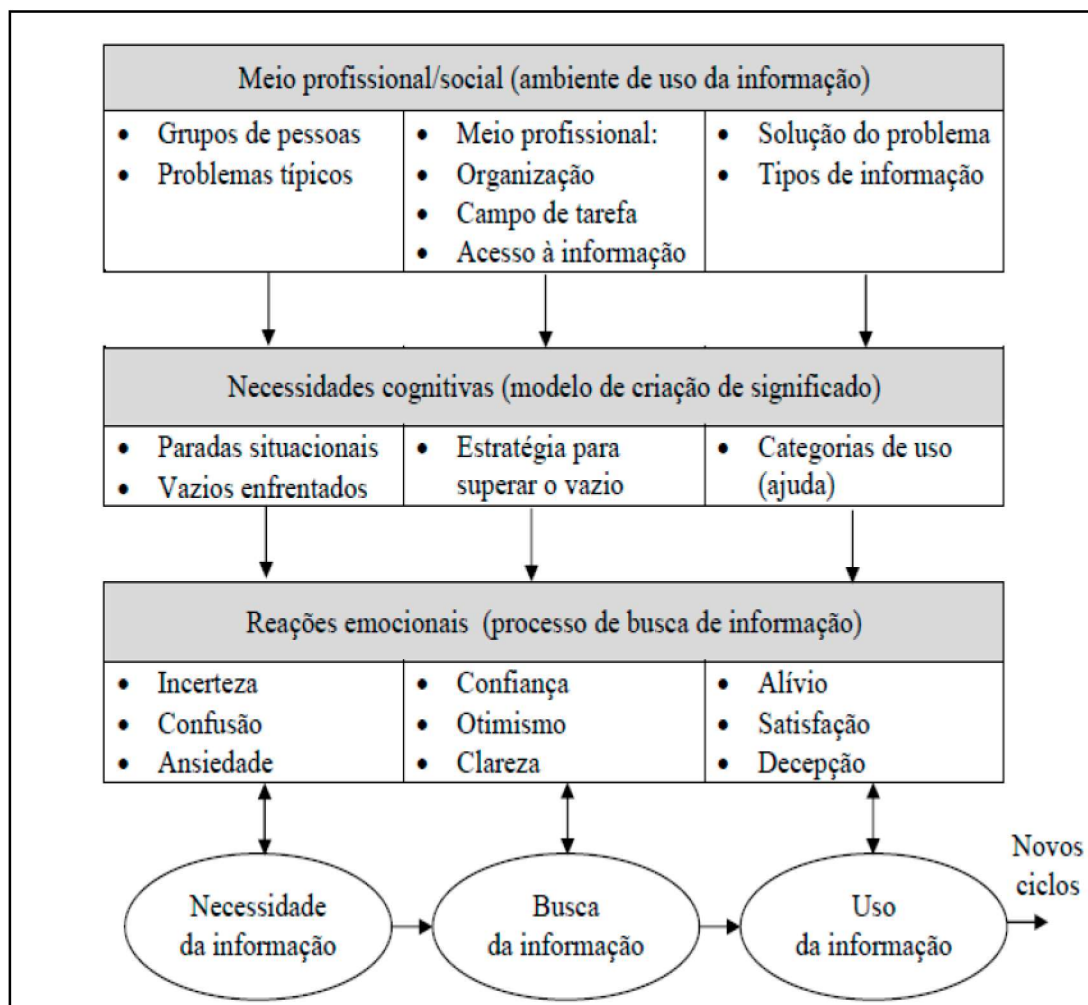 Meio profissional/social (ambiente de uso da informação)
• Grupos de pessoas
• Problemas típicos
• Meio profissional:
• Organização
• Campo de tarefa
• Acesso à informação
• Solução do problema
• Tipos de informação
Necessidades cognitivas (modelo de criação de significado)
• Paradas situacionais
• Vazios enfrentados
• Estratégia para
superar o vazio
• Categorias de uso
(ajuda)
Reações emocionais (processo de busca de informação)
• Incerteza
• Confusão
• Ansiedade
• Confiança
• Otimismo
• Clareza
• Alívio
• Satisfação
• Decepção
Necessidade
da informação
Busca
da informação
Uso
da informação
Novos
ciclos